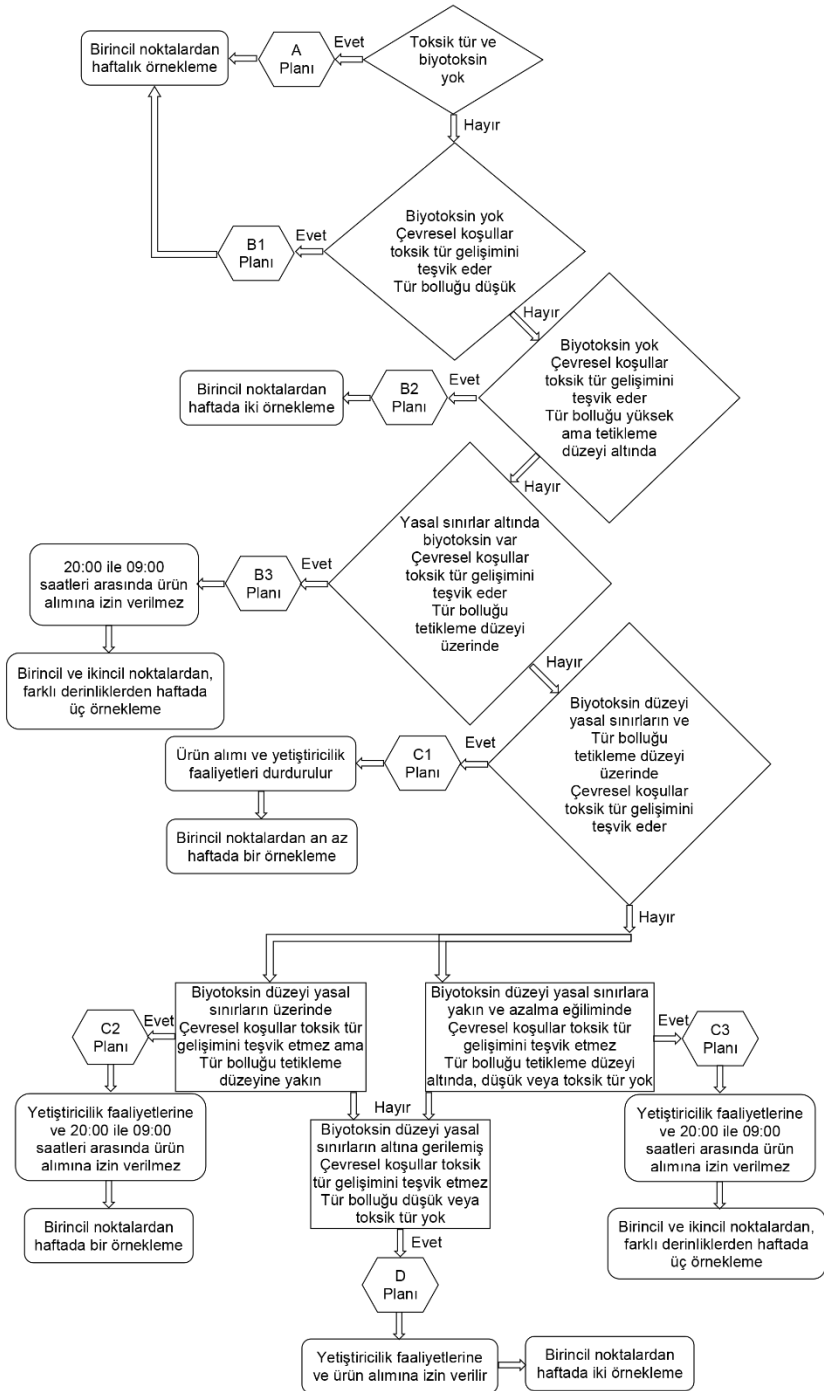 Toksik tür ve
biyotoksin
yok
Evet
A
Planı
Birincil noktalardan
haftalık örnekleme
Hayır
Biyotoksin yok
Çevresel koşullar
toksik tür gelişimini
teşvik eder
Tür bolluğu düşük
Evet
B1
Planı
Hayır
Biyotoksin yok
Çevresel koşullar
toksik tür gelişimini
teşvik eder
Tür bolluğu yüksek
ama tetikleme
düzeyi altında
Evet
B2
Planı
Birincil noktalardan
haftada iki örnekleme
Hayır
Yasal sınırlar altında
biyotoksin var
Çevresel koşullar
toksik tür gelişimini
teşvik eder
Tür bolluğu
tetikleme düzeyi
üzerinde
Evet
B3
Planı
20:00 ile 09:00
saatleri arasında ürün
alımına izin verilmez
Birincil ve ikincil noktalardan,
farklı derinliklerden haftada
üç örnekleme
Hayır
Biyotoksin düzeyi
yasal sınırların ve
Tür bolluğu
tetikleme düzeyi
üzerinde
Çevresel koşullar
toksik tür gelişimini
teşvik eder
Evet
C1
Planı
Ürün alımı ve yetiştiricilik
faaliyetleri durdurulur
Birincil noktalardan an az
haftada bir örnekleme
Hayır
Biyotoksin düzeyi yasal
sınırların üzerinde
Çevresel koşullar toksik tür
gelişimini teşvik etmez ama
Tür bolluğu tetikleme
düzeyine yakın
Evet
C2
Planı
Yetiştiricilik faaliyetlerine
ve 20:00 ile 09:00
saatleri arasında ürün
alımına izin verilmez
Birincil noktalardan
haftada bir örnekleme
Biyotoksin düzeyi yasal sınırlara
yakın ve azalma eğiliminde
Çevresel koşullar toksik tür
gelişimini teşvik etmez
Tür bolluğu tetikleme düzeyi
altında, düşük veya toksik tür yok
Evet
C3
Planı
Yetiştiricilik faaliyetlerine
ve 20:00 ile 09:00
saatleri arasında ürün
alımına izin verilmez
Birincil ve ikincil noktalardan,
farklı derinliklerden haftada
üç örnekleme
Hayır
Biyotoksin düzeyi yasal
sınırların altına gerilemiş
Çevresel koşullar toksik
tür gelişimini teşvik etmez
Tür bolluğu düşük veya
toksik tür yok
Evet
D
Planı
Yetiştiricilik faaliyetlerine
ve ürün alımına izin verilir
Birincil noktalardan
haftada iki örnekleme